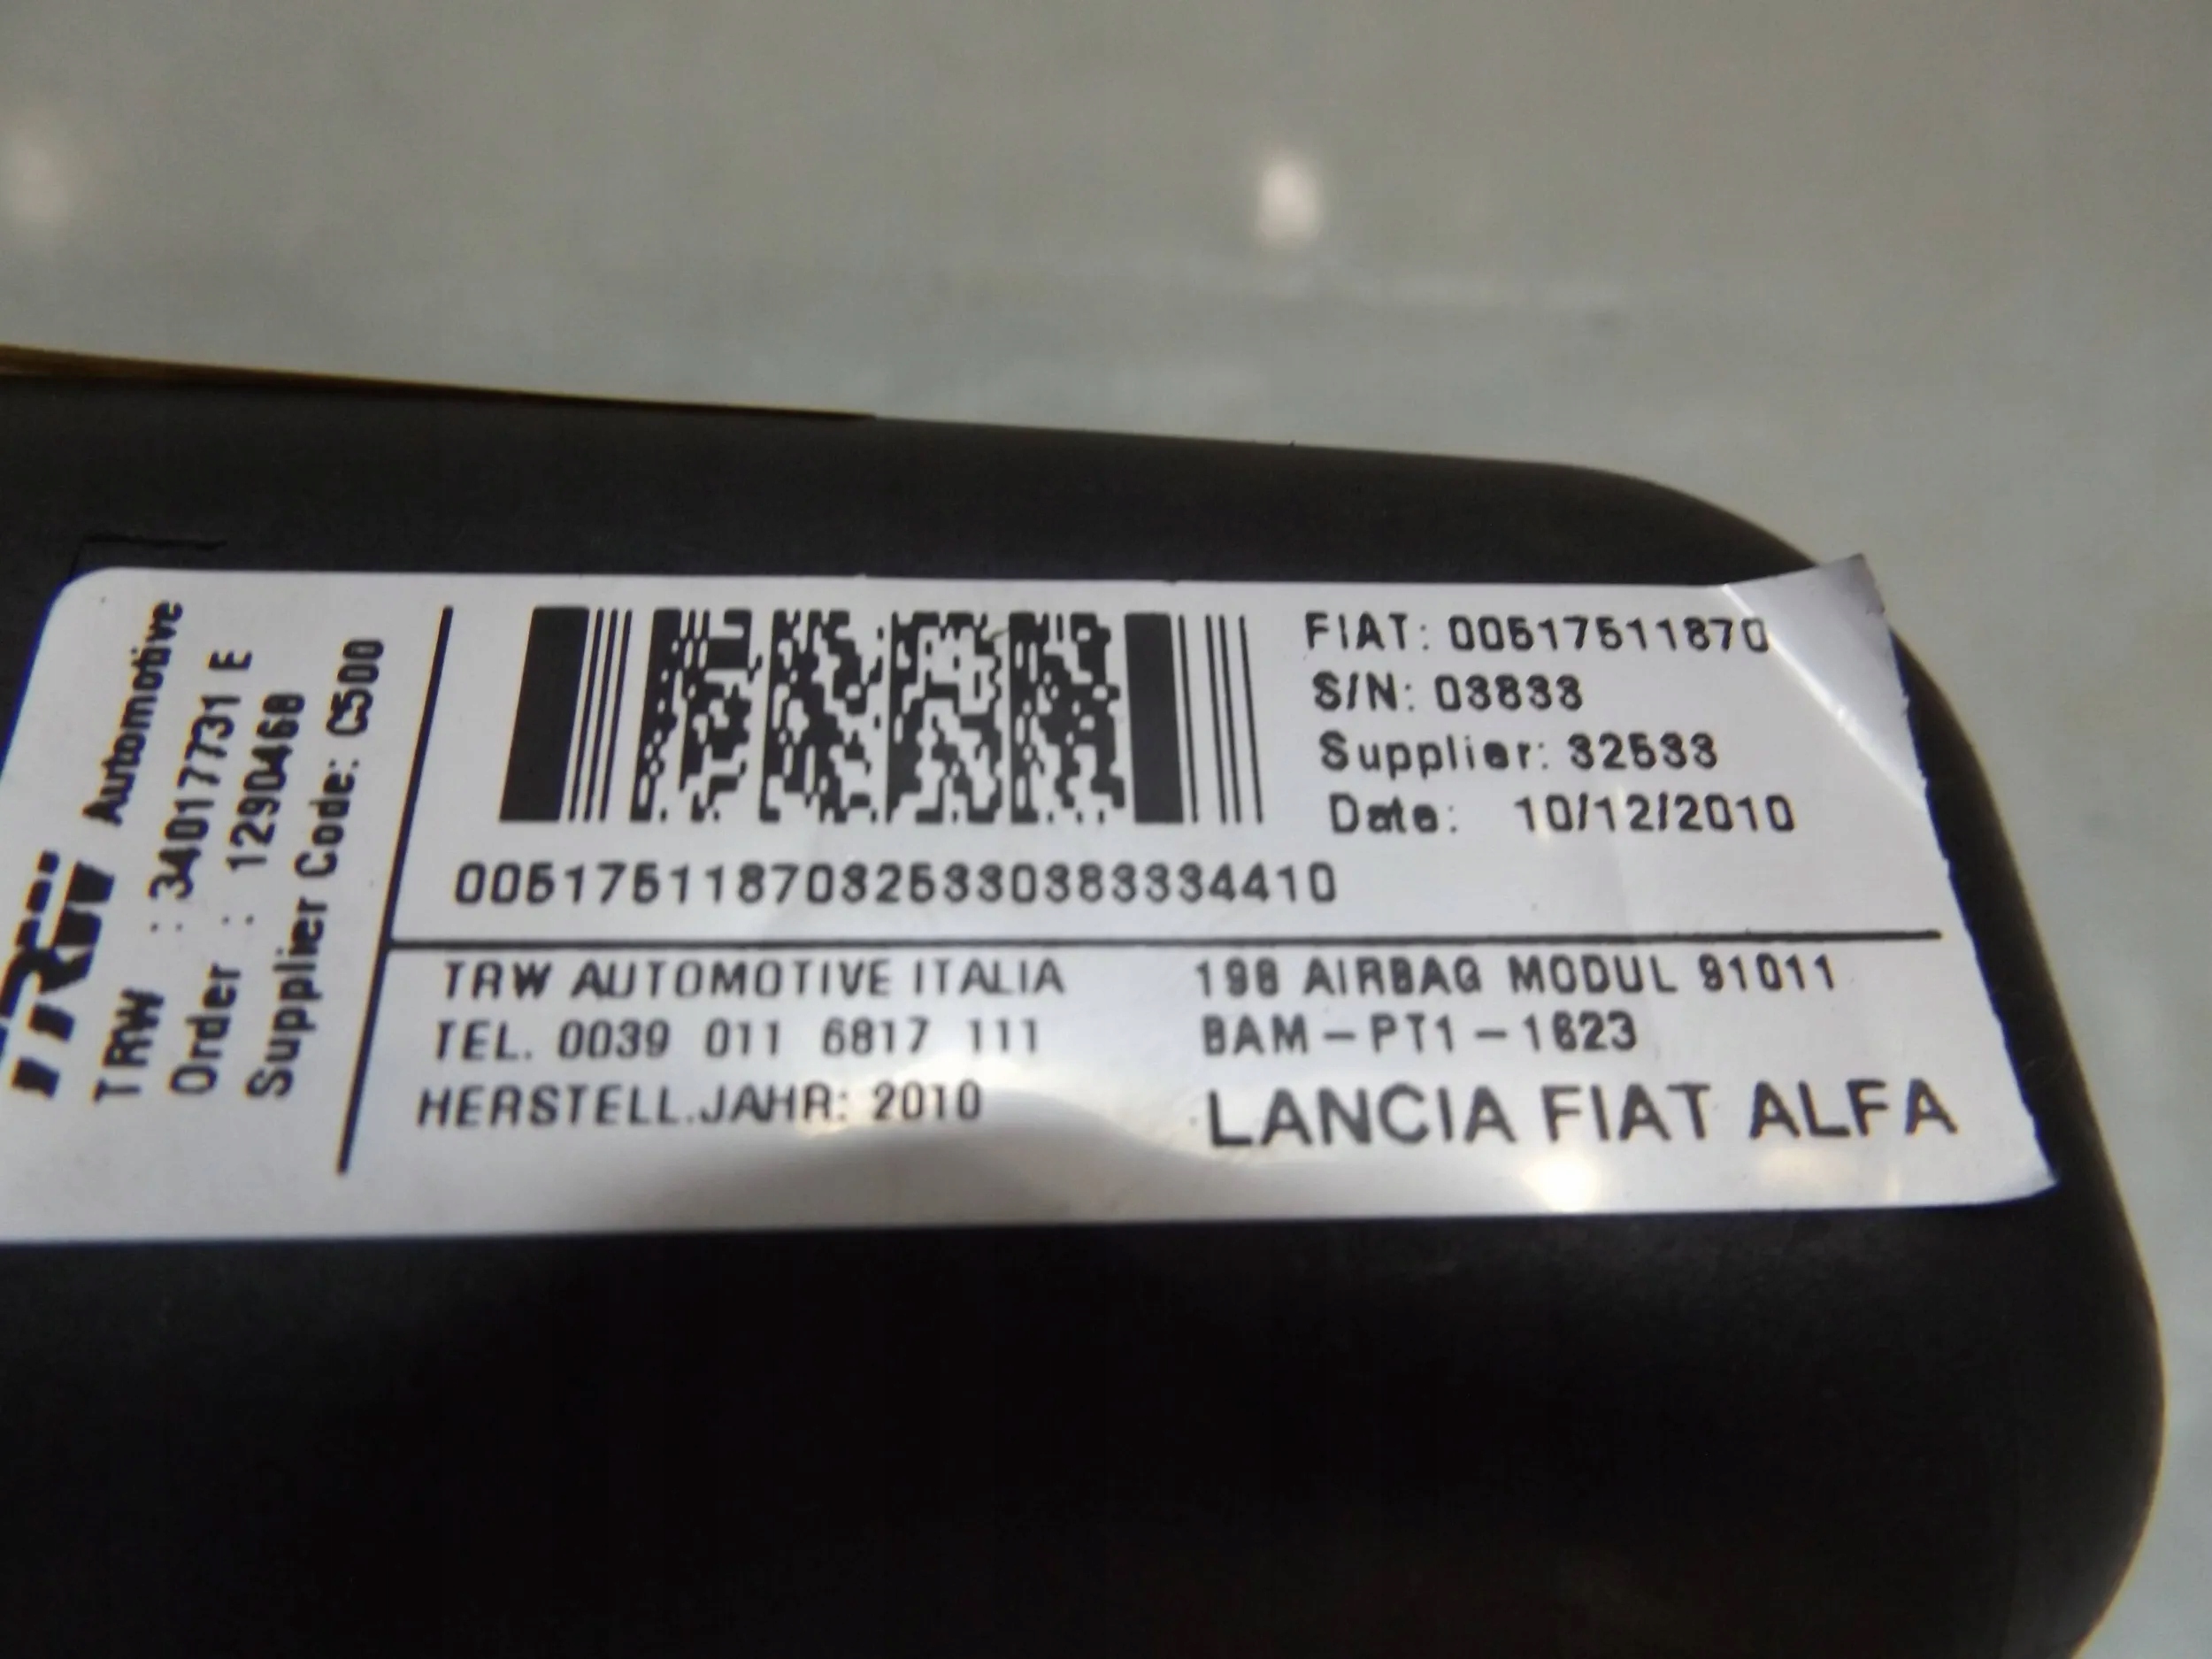 TRW Automotive
TRW : 34017731 E
Order : 1290468
Supplier Code: C500
FIAT: 00517511870
S/N: 03833
Supplier: 32533
Date: 10/12/2010
00517511870325330383334410
TRW AUTOMOTIVE ITALIA
TEL. 0039 011 6817 111
HERSTELL.JAHR: 2010
198 AIRBAG MODUL 91011
BAM-PT1-1623
LANCIA FIAT ALFA